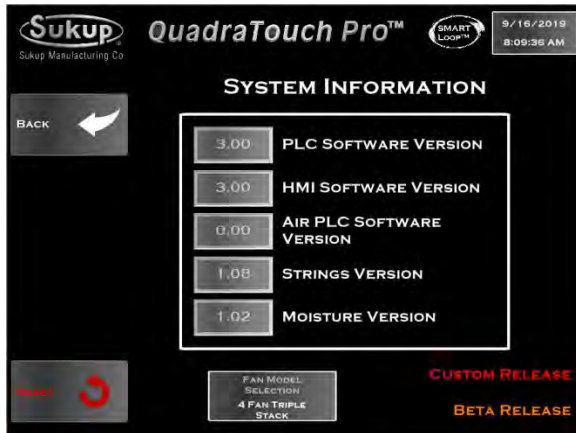 Sukup
Sukup Manufacturing Co
QuadraTouch Pro™
SMART
LOOP™
9/16/2019
8:09:36 AM
SYSTEM INFORMATION
BACK
3.00 PLC SOFTWARE VERSION
3.00 HMI SOFTWARE VERSION
0.00 AIR PLC SOFTWARE
VERSION
1.08 STRINGS VERSION
1.02 MOISTURE VERSION
RESET
FAN MODEL
SELECTION
4 FAN TRIPLE
STACK
CUSTOM RELEASE
BETA RELEASE